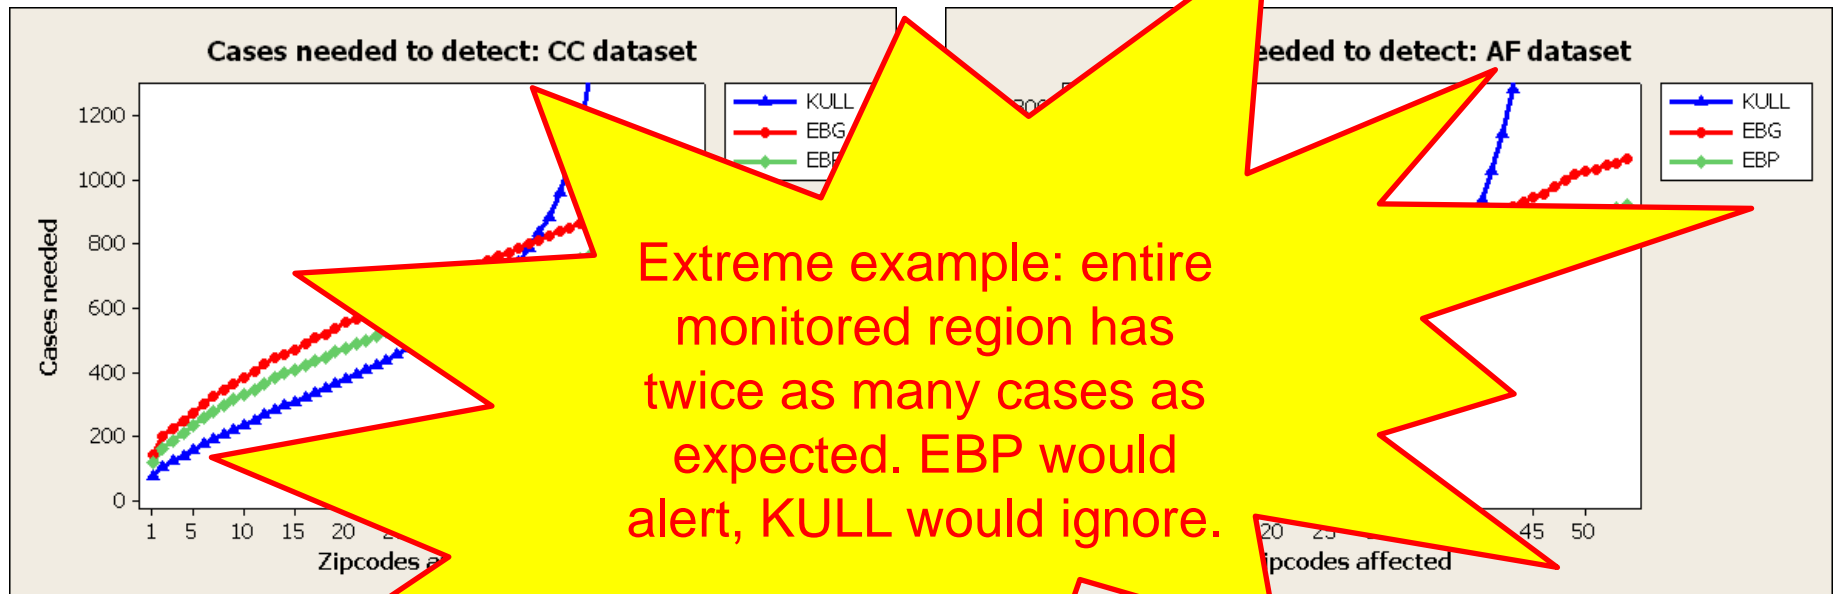 Cases needed to detect: CC dataset
1200
1000
800
600
400
200
0
Cases needed
1 5 10 15 20
Zipcodes
KULL
EBG
needed to detect: AF dataset
KULL
EBG
EBP
20 25 45 50
affected
Extreme example: entire
monitored region has
twice as many cases as
expected. EBP would
alert, KULL would ignore.